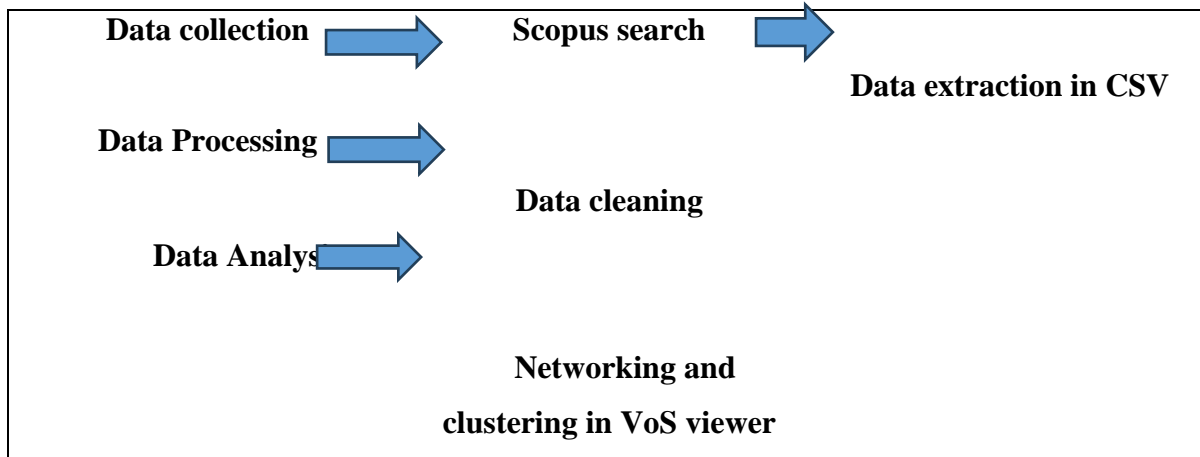 Data collection
Scopus search
Data extraction in CSV
Data Processing
Data cleaning
Data Analys
Networking and
clustering in VoS viewer